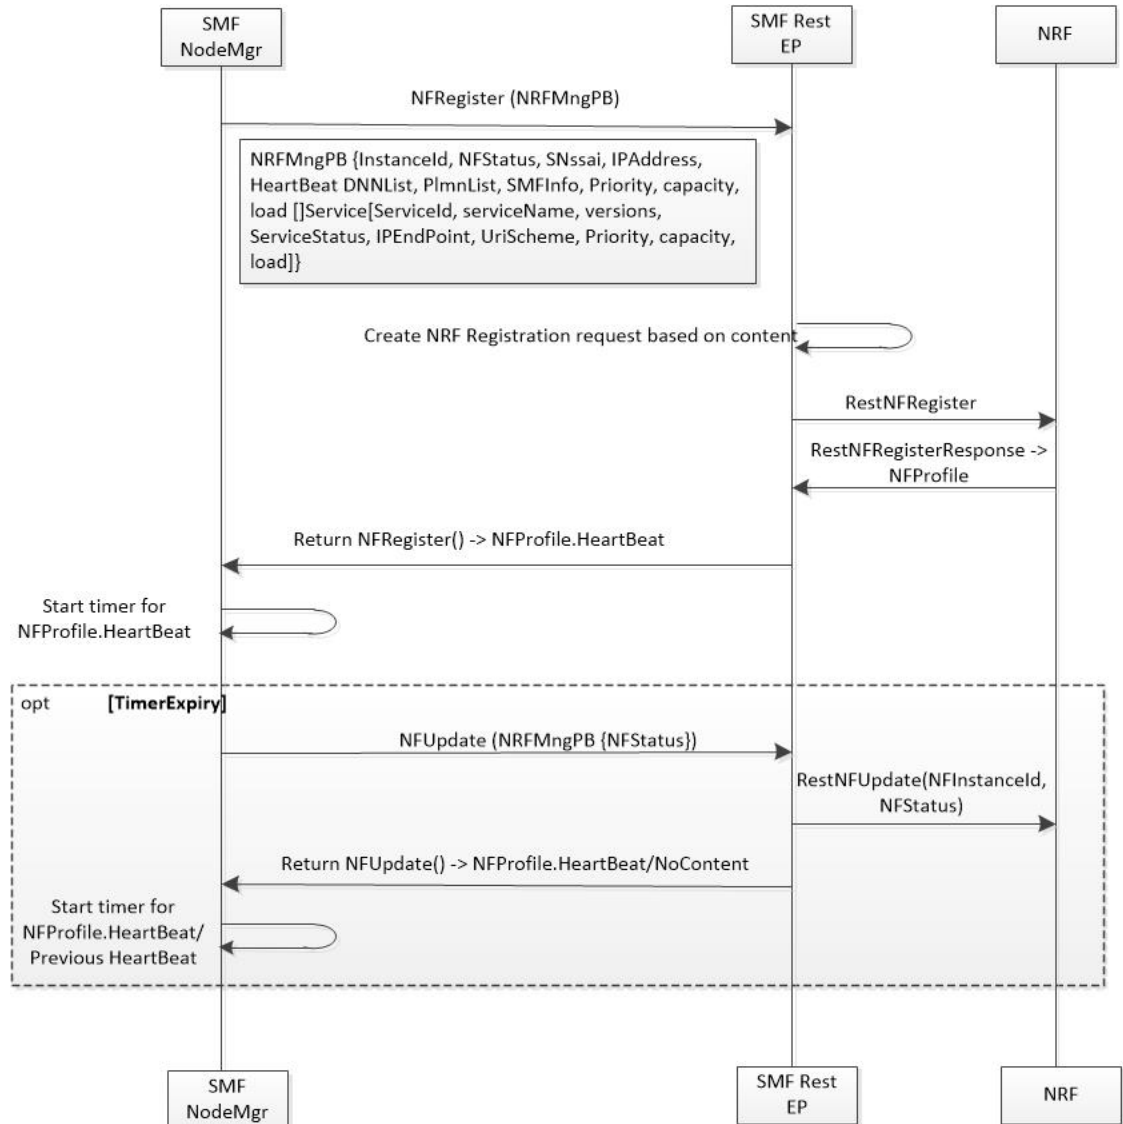 SMF
NodeMgr
SMF Rest
EP
NRF
NFRegister (NRFMngPB)
NRFMngPB {InstanceId, NFStatus, SNssai, IPAddress,
HeartBeat DNNList, PlmnList, SMFInfo, Priority, capacity,
load []Service[ServiceId, serviceName, versions,
ServiceStatus, IPEndPoint, UriScheme, Priority, capacity,
load]}
Create NRF Registration request based on content
RestNFRegister
RestNFRegisterResponse ->
NFProfile
Return NFRegister() -> NFProfile.HeartBeat
Start timer for
NFProfile.HeartBeat
opt
[TimerExpiry]
NFUpdate (NRFMngPB {NFStatus})
RestNFUpdate(NFInstanceId,
NFStatus)
Return NFUpdate() -> NFProfile.HeartBeat/NoContent
Start timer for
NFProfile.HeartBeat/
Previous HeartBeat
SMF
NodeMgr
SMF Rest
EP
NRF